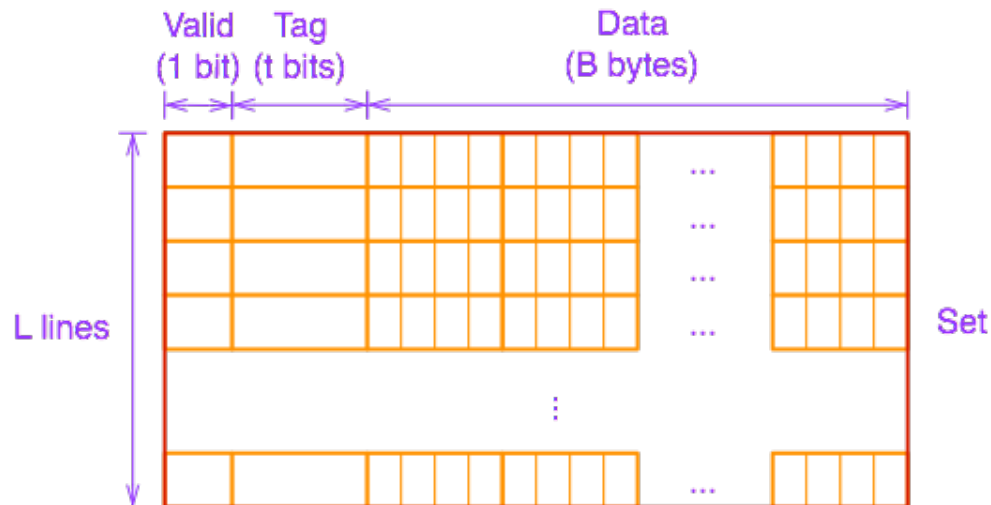 Valid
(1 bit)
Tag
(t bits)
Data
(B bytes)
...
...
...
...
L lines
Set
...
...